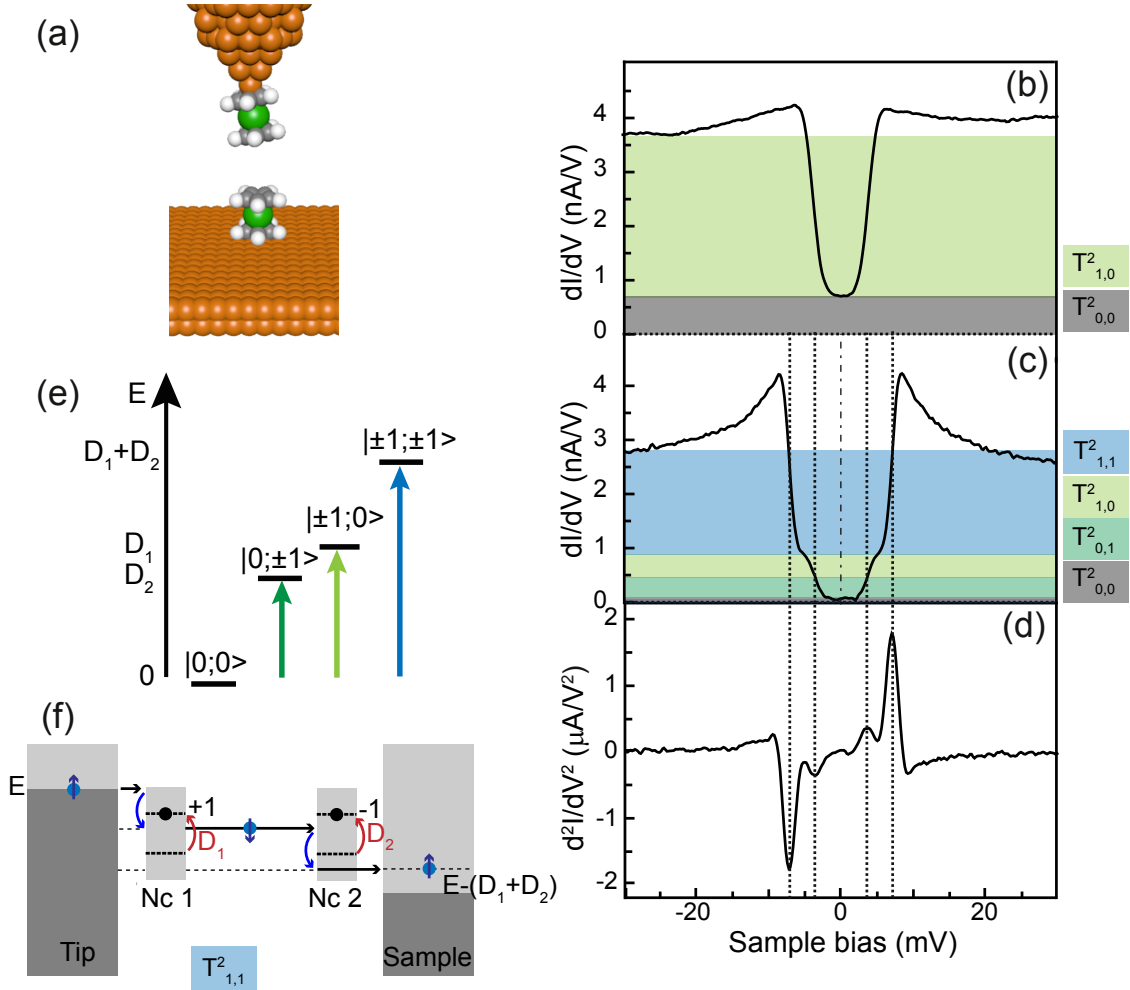 (a)
(b)
dI/dV (nA/V)
4
3
2
1
0
T²₁,₀
T²₀,₀
(c)
dI/dV (nA/V)
4
3
2
1
0
T²₁,₁
T²₁,₀
T²₀,₁
T²₀,₀
(d)
d²I/dV² (μA/V²)
2
1
0
-1
-2
-20 0 20
Sample bias (mV)
(e)
E
D₁+D₂
D₁
D₂
0
|0;0>
|0;±1>
|±1;0>
|±1;±1>
(f)
E
+1
D₁
-1
D₂
E-(D₁+D₂)
Nc 1
Nc 2
Tip
Sample
T²₁,₁